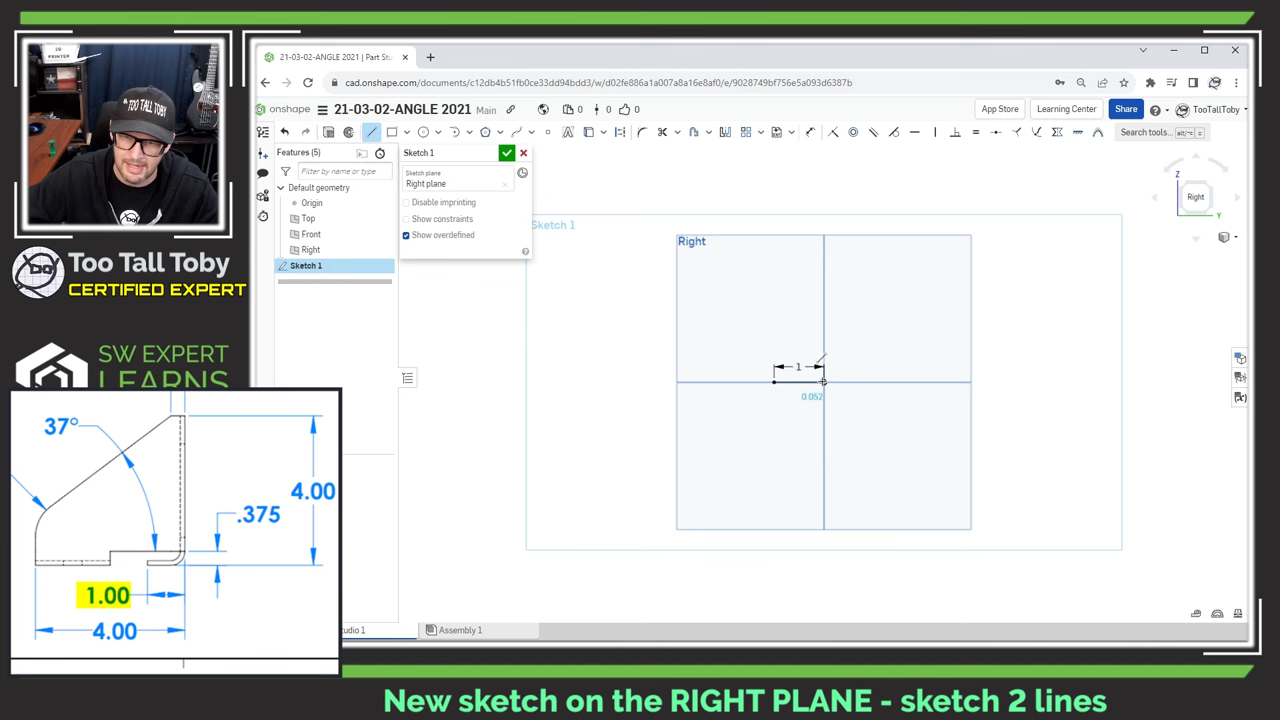 3D
PRINTER
TOO TALL TOBY
Too Tall Toby
CERTIFIED EXPERT
SW EXPERT
LEARNS
37°
4.00
.375
1.00
4.00
21-03-02-ANGLE 2021 | Part Stu
cad.onshape.com/documents/c12db4b51fb0ce33dd94bdd3/w/d02fe886a1a007a8a16e8af0/e/9028749bf756e5a093d6387b
onshape
21-03-02-ANGLE 2021 Main
0
0
0
App Store
Learning Center
Share
TooTallToby
Search tools...
alt/⌥ c
Features (5)
Filter by name or type
Default geometry
Origin
Top
Front
Right
Sketch 1
Sketch 1
Sketch plane
Right plane
Disable imprinting
Show constraints
Show overdefined
Sketch 1
Right
1
0.052
Z
Right
Y
tudio 1
Assembly 1
New sketch on the RIGHT PLANE - sketch 2 lines